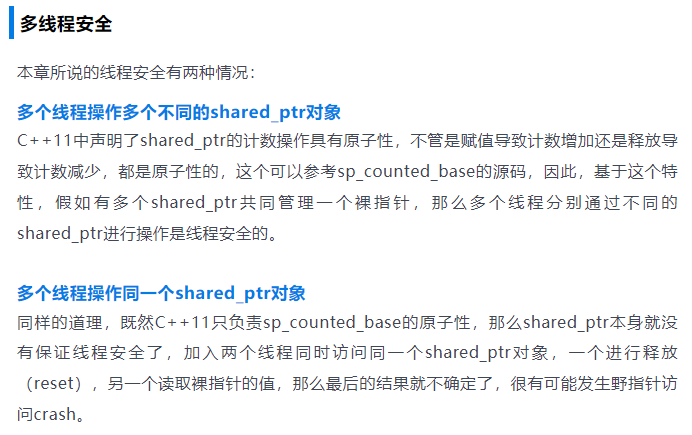 多线程安全
本章所说的线程安全有两种情况：
多个线程操作多个不同的shared_ptr对象
C++11中声明了shared_ptr的计数操作具有原子性，不管是赋值导致计数增加还是释放导
致计数减少，都是原子性的，这个可以参考sp_counted_base的源码，因此，基于这个特
性，假如有多个shared_ptr共同管理一个裸指针，那么多个线程分别通过不同的
shared_ptr进行操作是线程安全的。
多个线程操作同一个shared_ptr对象
同样的道理，既然C++11只负责sp_counted_base的原子性，那么shared_ptr本身就没
有保证线程安全了，加入两个线程同时访问同一个shared_ptr对象，一个进行释放
（reset），另一个读取裸指针的值，那么最后的结果就不确定了，很有可能发生野指针访
问crash。